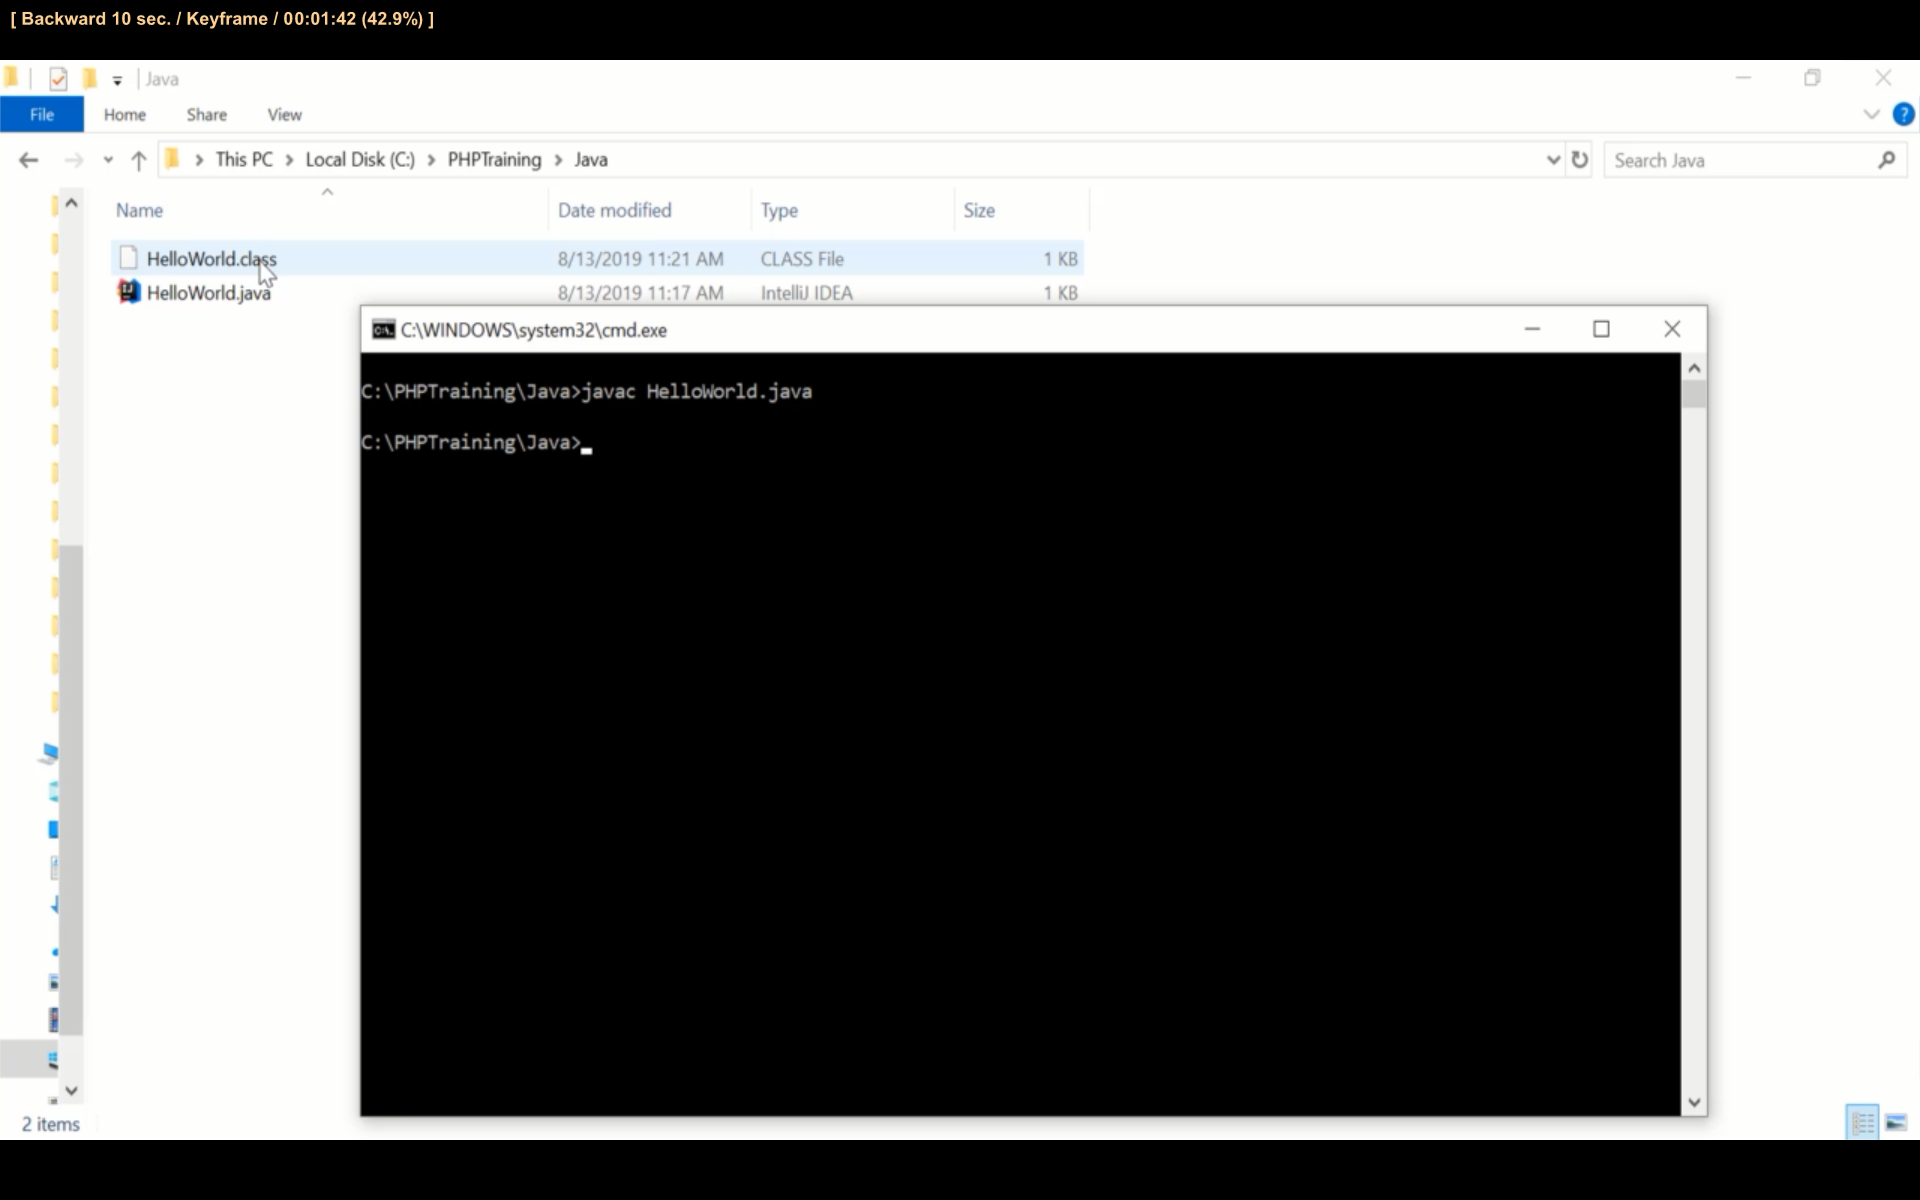 [ Backward 10 sec. / Keyframe / 00:01:42 (42.9%) ]
Java
File Home Share View
This PC > Local Disk (C:) > PHPTraining > Java
Search Java
Name Date modified Type Size
HelloWorld.class 8/13/2019 11:21 AM CLASS File 1 KB
HelloWorld.java 8/13/2019 11:17 AM IntelliJ IDEA 1 KB
C:\WINDOWS\system32\cmd.exe
C:\PHPTraining\Java>javac HelloWorld.java
C:\PHPTraining\Java>
2 items